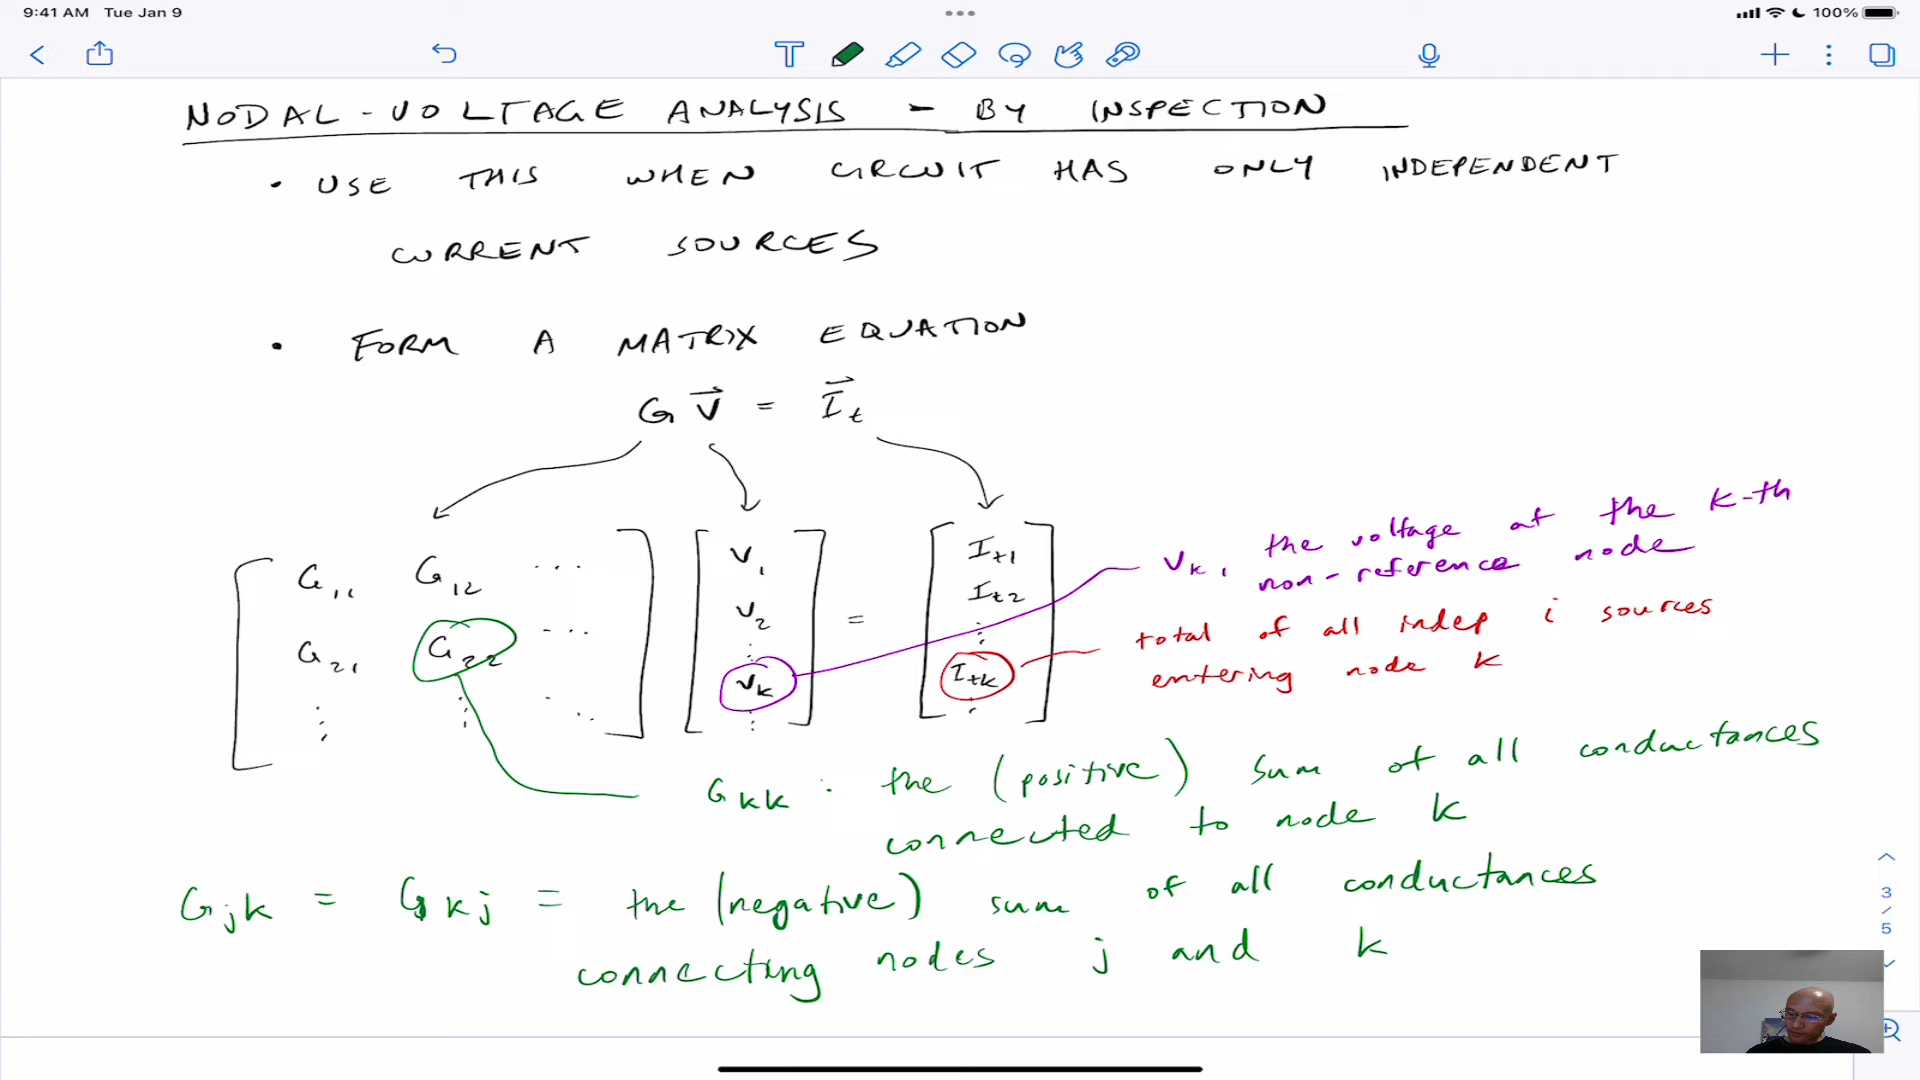 9:41 AM Tue Jan 9
100%
NODAL-VOLTAGE ANALYSIS - BY INSPECTION
• USE THIS WHEN CIRCUIT HAS ONLY INDEPENDENT
CURRENT SOURCES
• FORM A MATRIX EQUATION
G V⃗ = I⃗t
G11 G12 ...
G21 G22 ...
⋮ ⋮ ⋱
V1
V2
⋮
Vk
⋮
=
It1
It2
⋮
Itk
⋮
Vk, the voltage at the k-th
non-reference node
total of all indep i sources
entering node k
Gkk : the (positive) sum of all conductances
connected to node k
Gjk = Gkj = the (negative) sum of all conductances
connecting nodes j and k
3
/
5